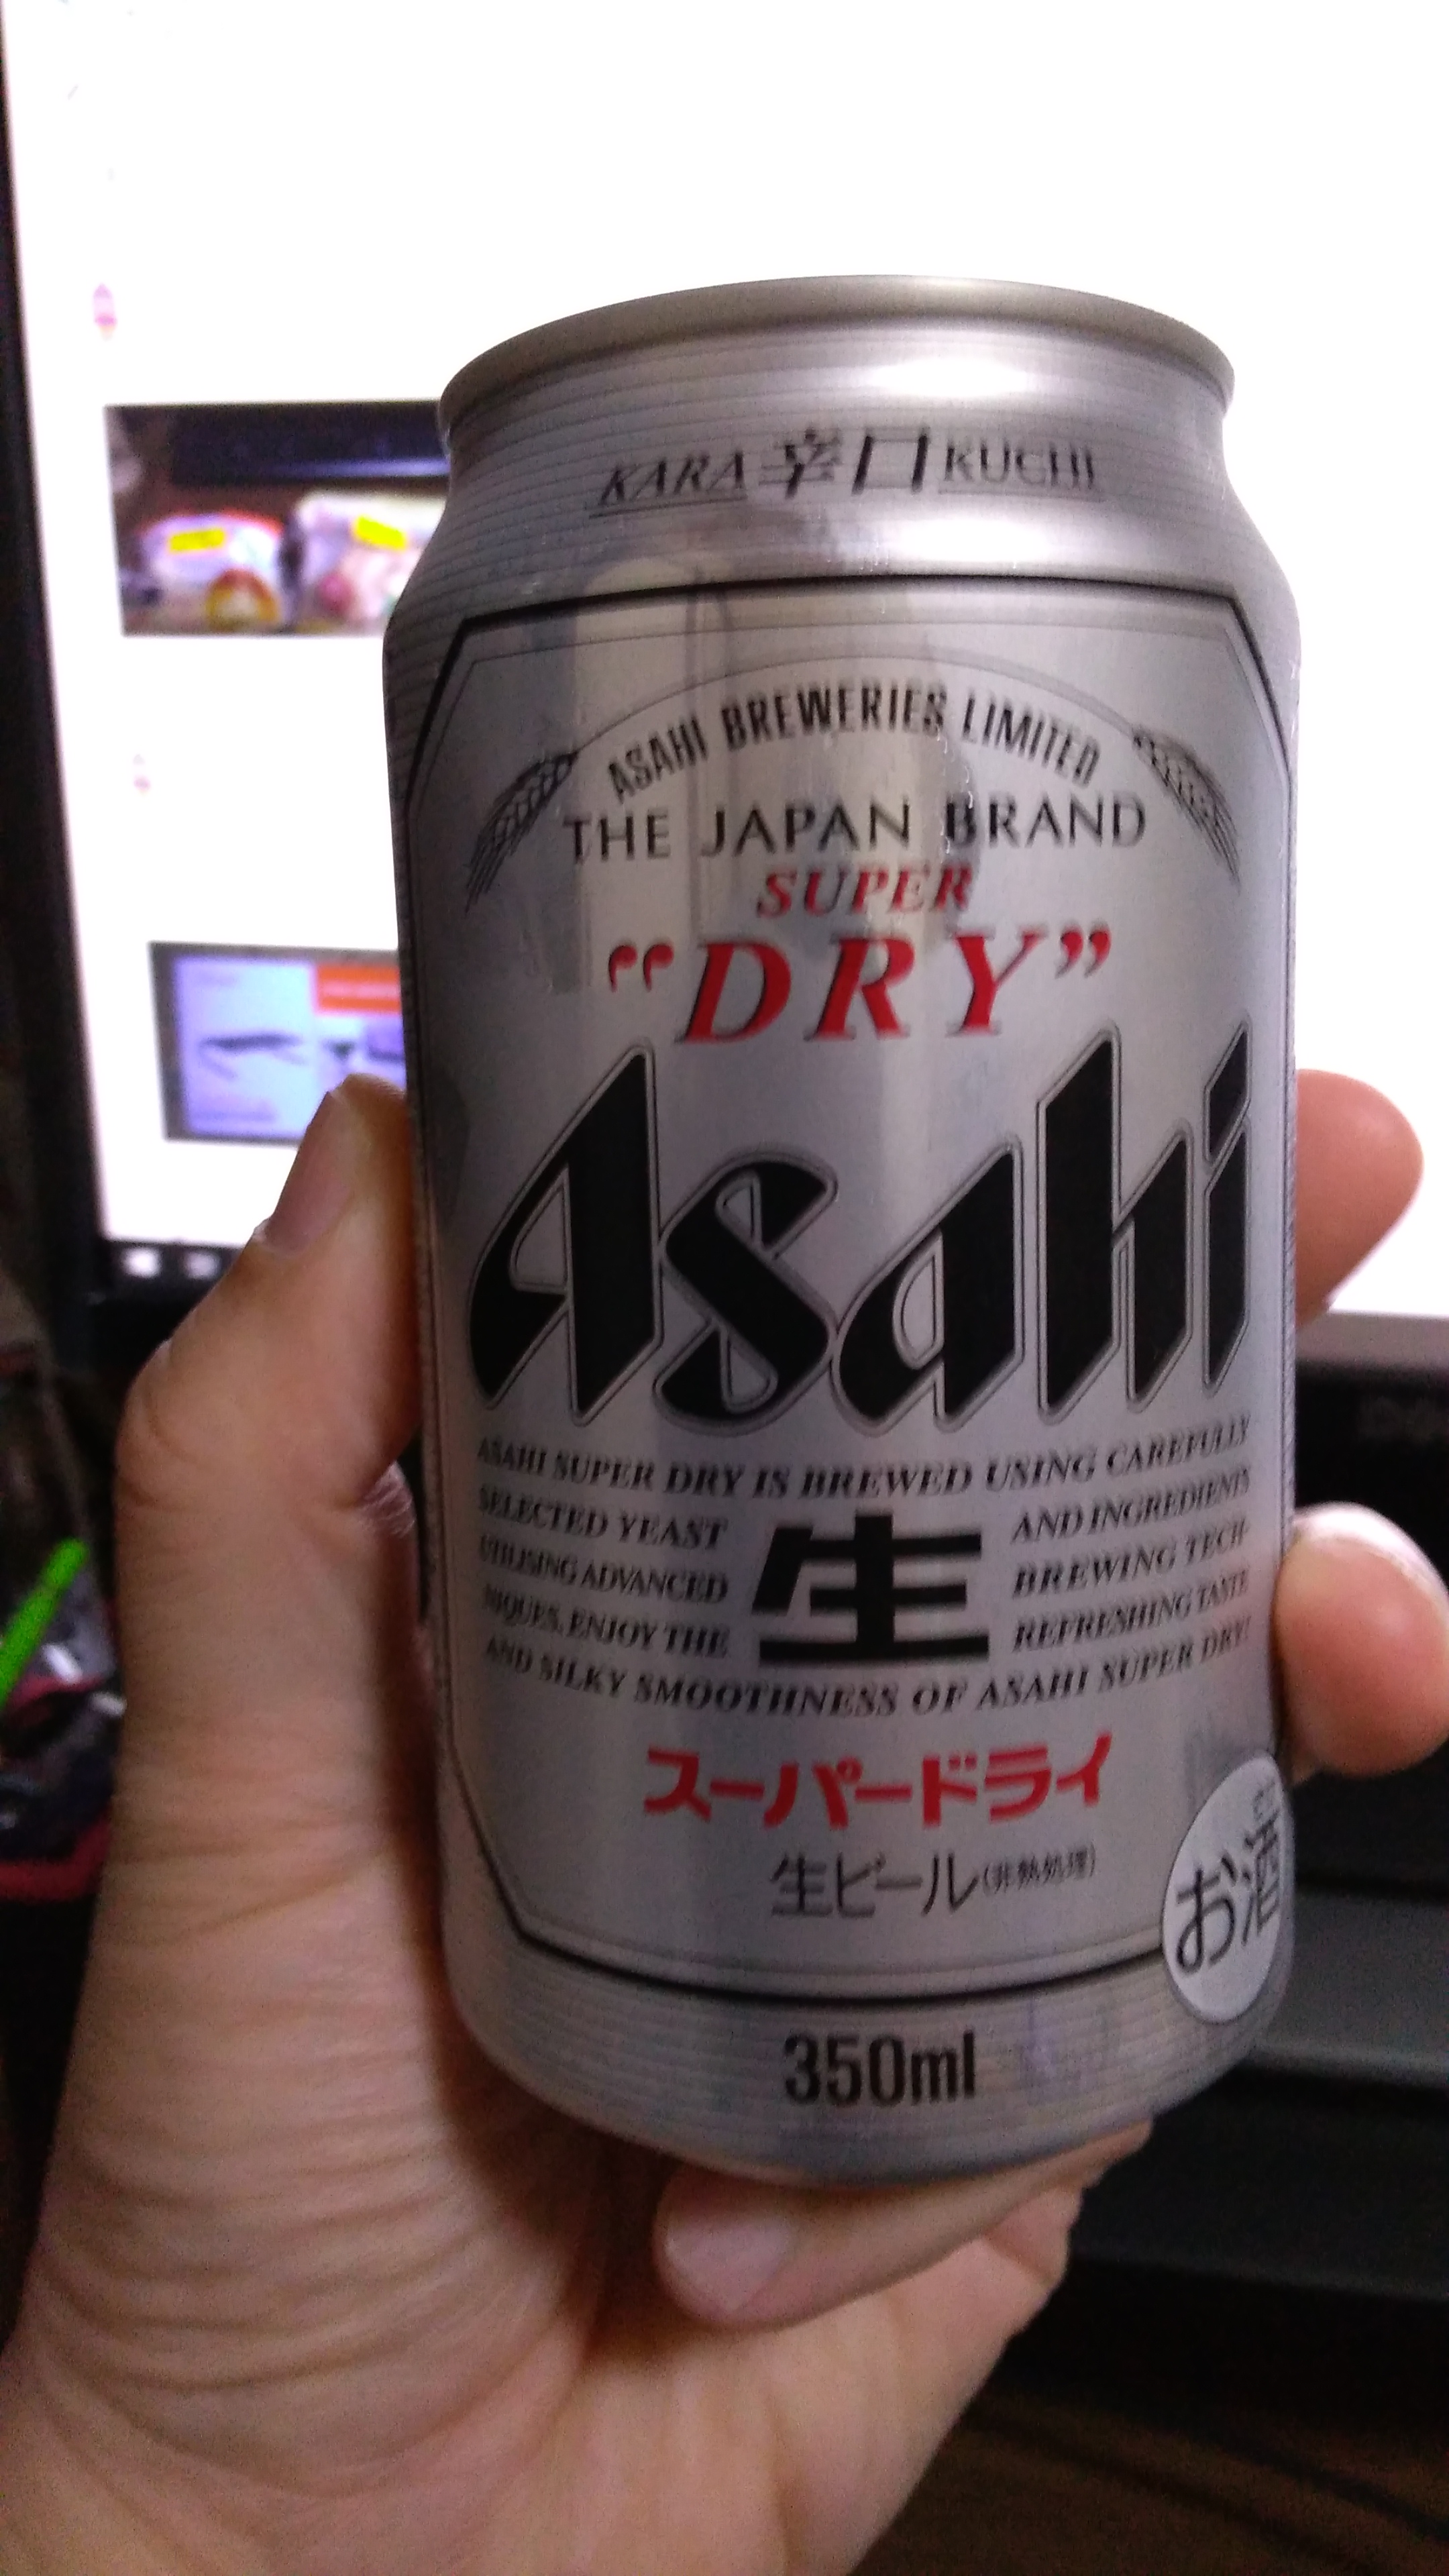 KARA 辛口 KUCHI
ASAHI BREWERIES LIMITED
THE JAPAN BRAND
SUPER
"DRY"
Asahi
ASAHI SUPER DRY IS BREWED USING CAREFULLY
SELECTED YEAST AND INGREDIENTS
UTILISING ADVANCED BREWING TECH-
NIQUES, ENJOY THE REFRESHING TASTE
生
AND SILKY SMOOTHNESS OF ASAHI SUPER DRY!
スーパードライ
生ビール(非熱処理)
お酒
350ml